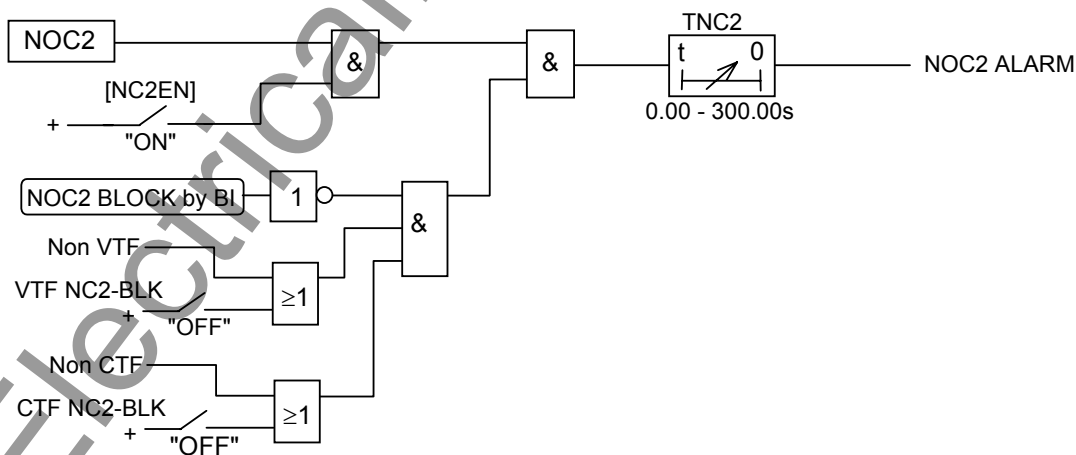 TNC2
NOC2
&
&
t 0
NOC2 ALARM
[NC2EN]
+
"ON"
0.00 - 300.00s
NOC2 BLOCK by BI
1
&
Non VTF
VTF NC2-BLK
+
"OFF"
≥1
Non CTF
CTF NC2-BLK
+
"OFF"
≥1
Electrical